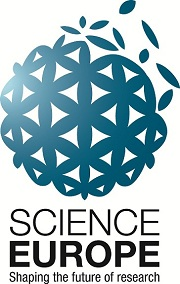 SCIENCE
EUROPE
Shaping the future of research